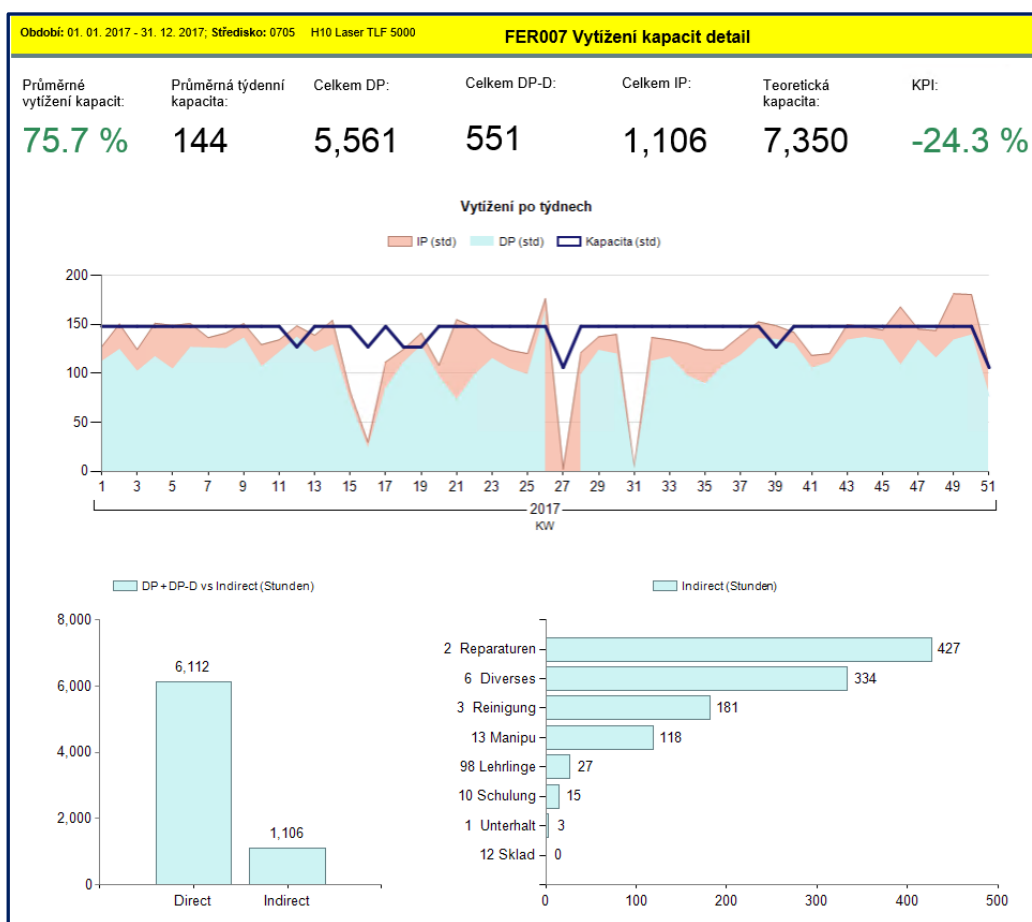 Období: 01. 01. 2017 - 31. 12. 2017; Středisko: 0705 H10 Laser TLF 5000 FER007 Vytížení kapacit detail
Průměrné vytížení kapacit:
75.7 %
Průměrná týdenní kapacita:
144
Celkem DP:
5,561
Celkem DP-D:
551
Celkem IP:
1,106
Teoretická kapacita:
7,350
KPI:
-24.3 %
Vytížení po týdnech
IP (std) DP (std) Kapacita (std)
200
150
100
50
0
1 3 5 7 9 11 13 15 17 19 21 23 25 27 29 31 33 35 37 39 41 43 45 47 49 51
2017
KW
DP + DP-D vs Indirect (Stunden)
8,000
6,000
4,000
2,000
0
6,112
1,106
Direct Indirect
Indirect (Stunden)
2 Reparaturen 427
6 Diverses 334
3 Reinigung 181
13 Manipu 118
98 Lehrlinge 27
10 Schulung 15
1 Unterhalt 3
12 Sklad 0
0 100 200 300 400 500